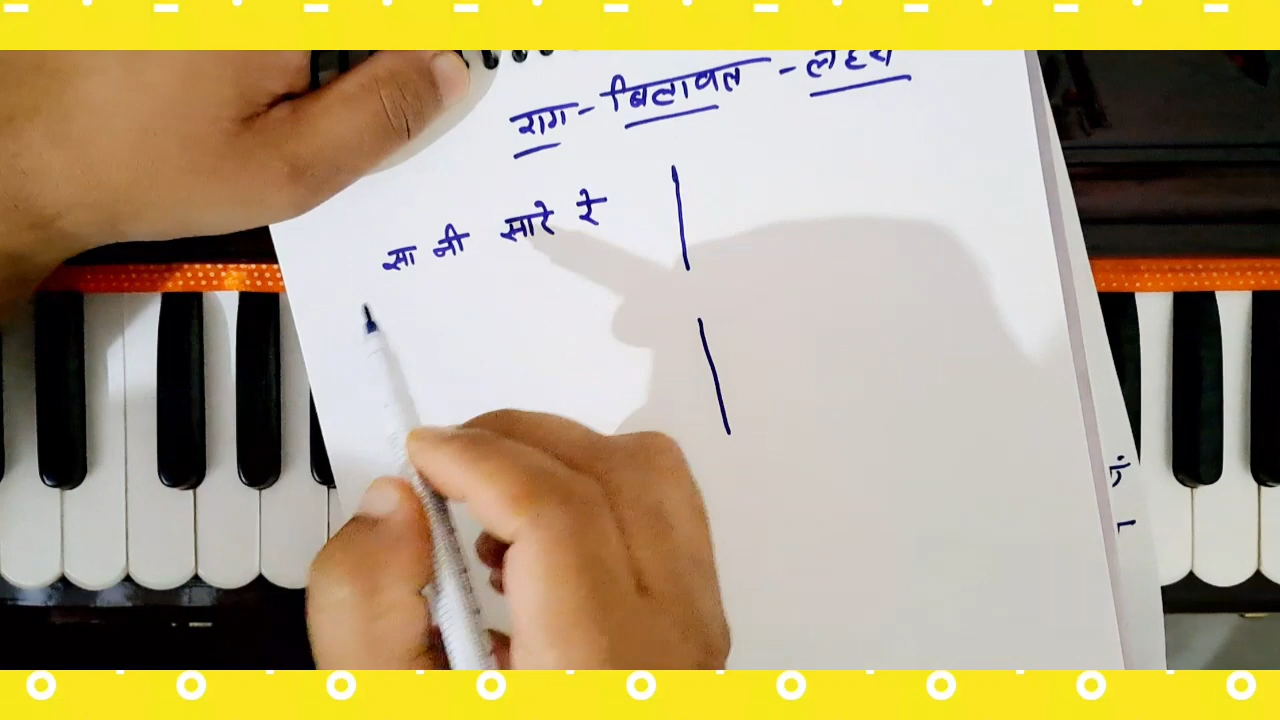 राग - बिलावल - लहरा
सा नी सारे रे